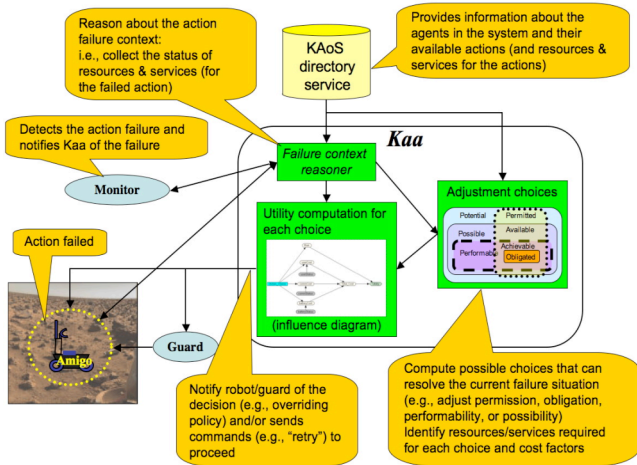 Reason about the action
failure context:
i.e., collect the status of
resources & services (for
the failed action)
KAoS
directory
service
Provides information about the
agents in the system and their
available actions (and resources &
services for the actions)
Detects the action failure and
notifies Kaa of the failure
Monitor
Kaa
Failure context
reasoner
Adjustment choices
Potential
Permitted
Possible
Available
Achievable
Performable
Obligated
Utility computation for
each choice
(influence diagram)
Action failed
Amigo
Guard
Notify robot/guard of the
decision (e.g., overriding
policy) and/or sends
commands (e.g., “retry”) to
proceed
Compute possible choices that can
resolve the current failure situation
(e.g., adjust permission, obligation,
performability, or possibility)
Identify resources/services required
for each choice and cost factors